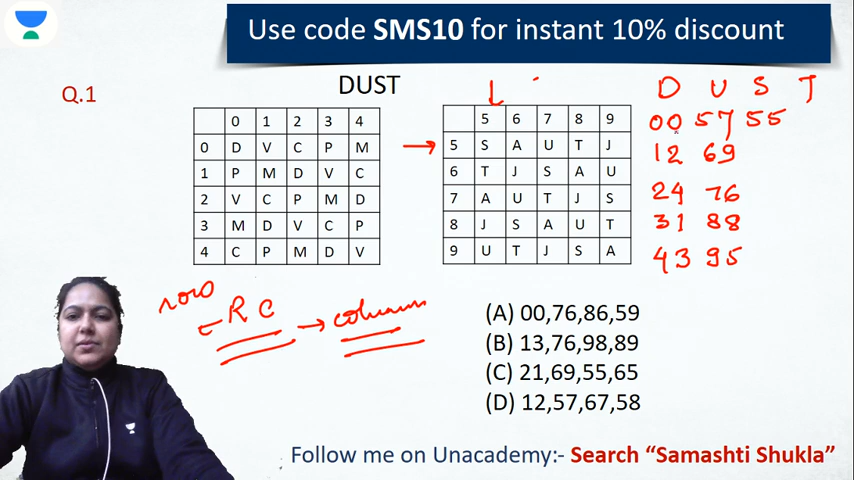 Use code SMS10 for instant 10% discount
Q.1
DUST
0 1 2 3 4
0 D V C P M
1 P M D V C
2 V C P M D
3 M D V C P
4 C P M D V
5 6 7 8 9
5 S A U T J
6 T J S A U
7 A U T J S
8 J S A U T
9 U T J S A
D U S T
00 57 55
12 69
24 76
31 88
43 95
row
R C
column
(A) 00,76,86,59
(B) 13,76,98,89
(C) 21,69,55,65
(D) 12,57,67,58
Follow me on Unacademy:- Search “Samashti Shukla”